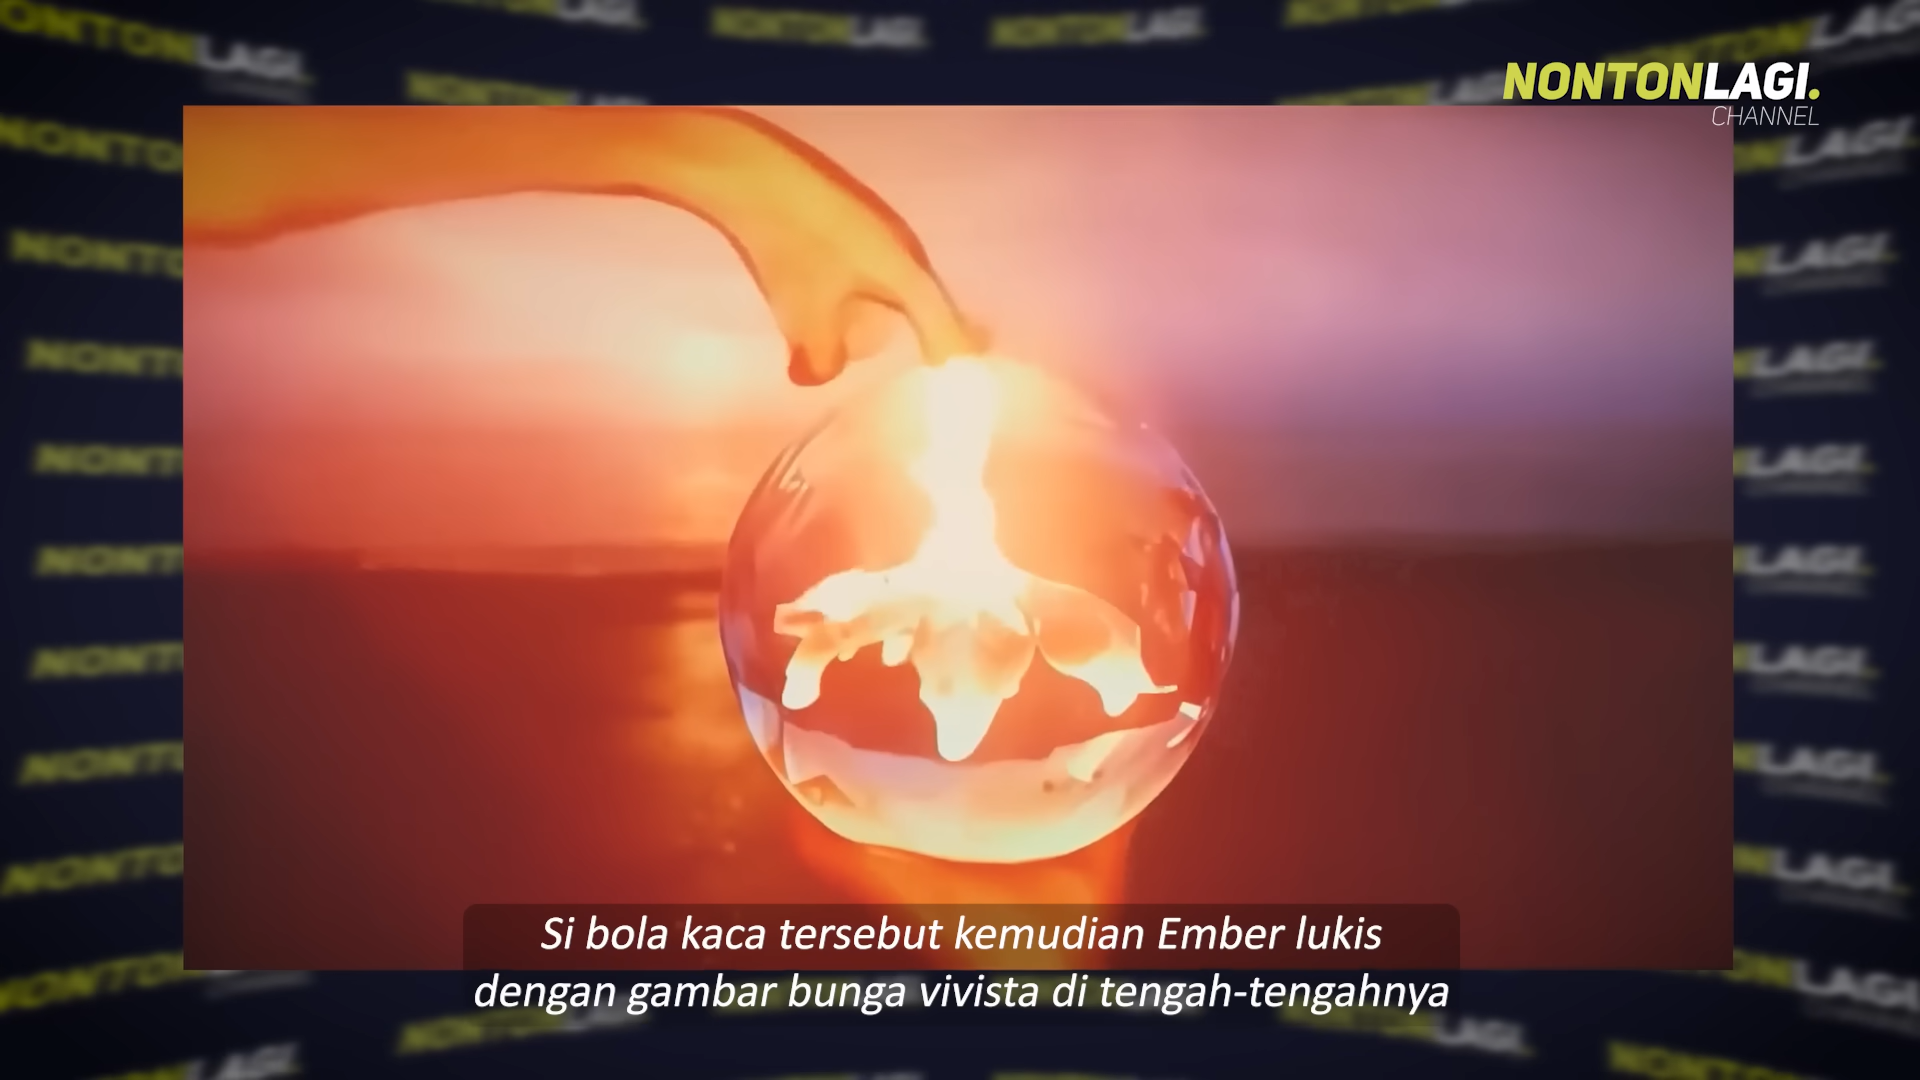 NONTONLAGI.
CHANNEL
Si bola kaca tersebut kemudian Ember lukis
dengan gambar bunga vivista di tengah-tengahnya